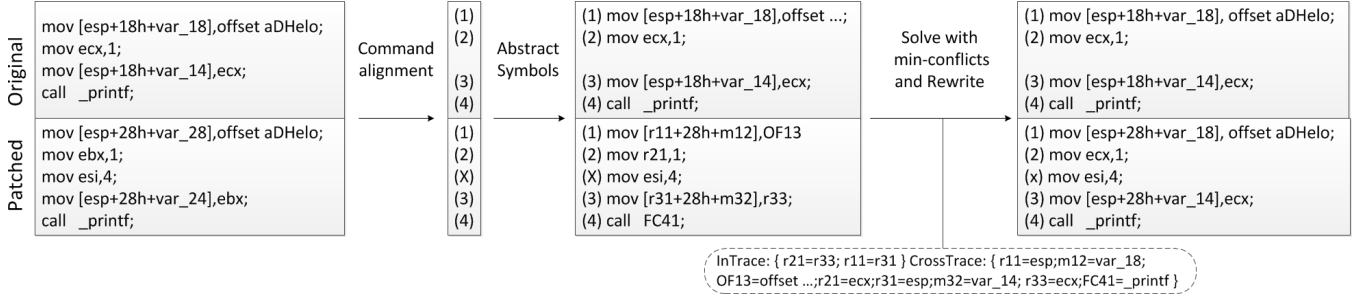 Original
mov [esp+18h+var_18],offset aDHelo;
mov ecx,1;
mov [esp+18h+var_14],ecx;
call _printf;
Patched
mov [esp+28h+var_28],offset aDHelo;
mov ebx,1;
mov esi,4;
mov [esp+28h+var_24],ebx;
call _printf;
Command
alignment
(1)
(2)
(3)
(4)
(1)
(2)
(X)
(3)
(4)
Abstract
Symbols
(1) mov [esp+18h+var_18],offset ...;
(2) mov ecx,1;
(3) mov [esp+18h+var_14],ecx;
(4) call _printf;
(1) mov [r11+28h+m12],OF13
(2) mov r21,1;
(X) mov esi,4;
(3) mov [r31+28h+m32],r33;
(4) call FC41;
Solve with
min-conflicts
and Rewrite
InTrace: { r21=r33; r11=r31 } CrossTrace: { r11=esp;m12=var_18;
OF13=offset ...;r21=ecx;r31=esp;m32=var_14; r33=ecx;FC41=_printf }
(1) mov [esp+18h+var_18], offset aDHelo;
(2) mov ecx,1;
(3) mov [esp+18h+var_14],ecx;
(4) call _printf;
(1) mov [esp+28h+var_18], offset aDHelo;
(2) mov ecx,1;
(x) mov esi,4;
(3) mov [esp+28h+var_14],ecx;
(4) call _printf;